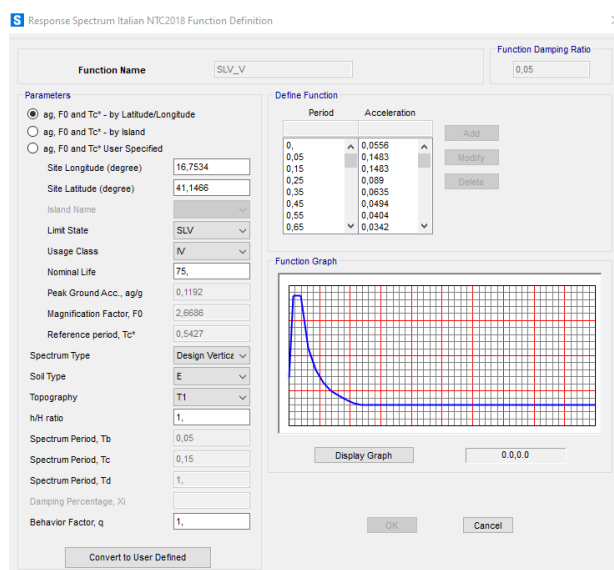 S Response Spectrum Italian NTC2018 Function Definition
Function Name
SLV_V
Function Damping Ratio
0,05
Parameters
ag, F0 and Tc* - by Latitude/Longitude
ag, F0 and Tc* - by Island
ag, F0 and Tc* User Specified
Site Longitude (degree) 16,7534
Site Latitude (degree) 41,1466
Island Name
Limit State SLV
Usage Class IV
Nominal Life 75,
Peak Ground Acc., ag/g 0,1192
Magnification Factor, F0 2,6686
Reference period, Tc* 0,5427
Spectrum Type Design Vertica
Soil Type E
Topography T1
h/H ratio 1,
Spectrum Period, Tb 0,05
Spectrum Period, Tc 0,15
Spectrum Period, Td 1,
Damping Percentage, Xi
Behavior Factor, q 1,
Convert to User Defined
Define Function
Period Acceleration
0, 0,0556
0,05 0,1483
0,15 0,1483
0,25 0,089
0,35 0,0635
0,45 0,0494
0,55 0,0404
0,65 0,0342
Add
Modify
Delete
Function Graph
Display Graph
0.0,0.0
OK
Cancel